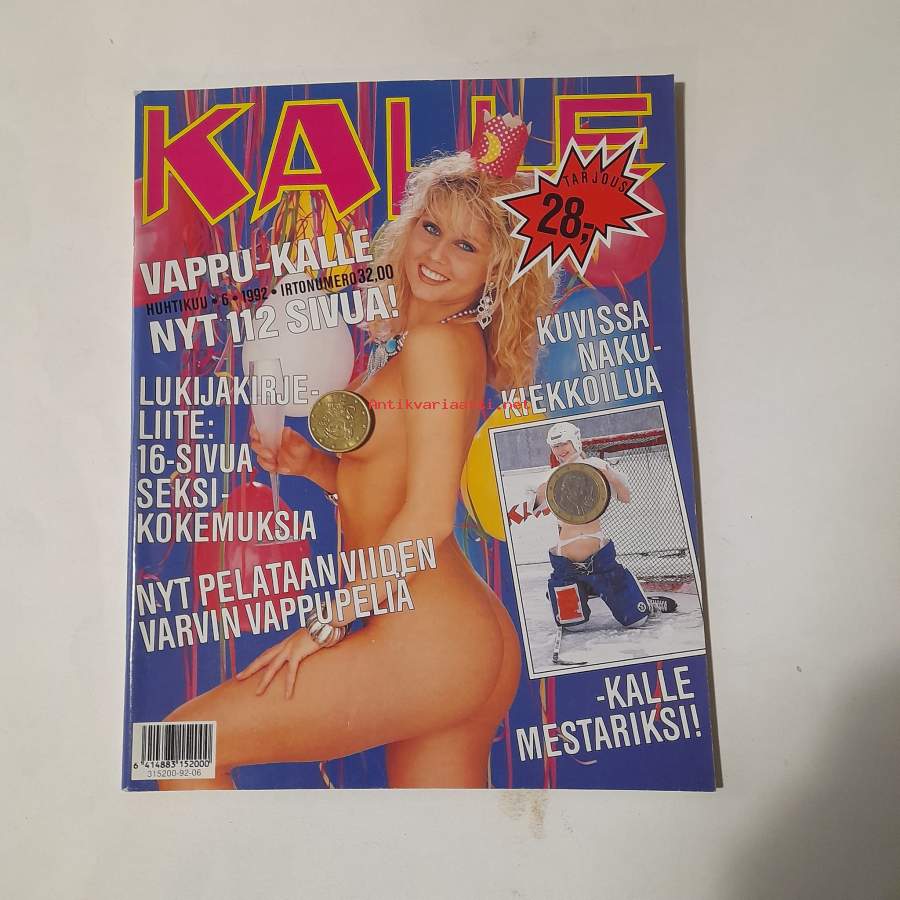 KALLE
TARJOUS
28,-
VAPPU-KALLE
HUHTIKUU • 6 • 1992 • IRTONUMERO 32,00
NYT 112 SIVUA!
LUKIJAKIRJE-
LIITE:
16-SIVUA
SEKSI-
KOKEMUKSIA
KUVISSA
NAKU-
KIEKKOILUA
Antikvariaatti.net
NYT PELATAAN VIIDEN
VARVIN VAPPUPELIÄ
-KALLE
MESTARIKSI!
6 414883 152000
315200-92-06